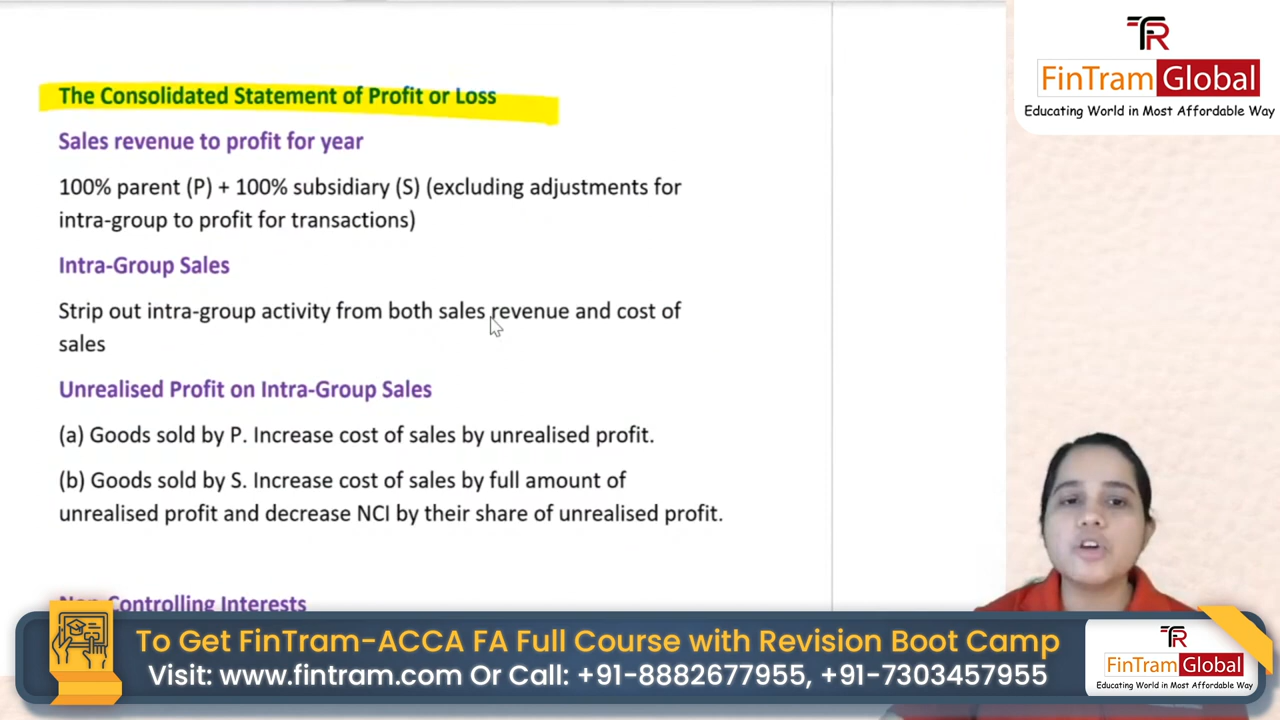 The Consolidated Statement of Profit or Loss
Sales revenue to profit for year
100% parent (P) + 100% subsidiary (S) (excluding adjustments for
intra-group to profit for transactions)
Intra-Group Sales
Strip out intra-group activity from both sales revenue and cost of
sales
Unrealised Profit on Intra-Group Sales
(a) Goods sold by P. Increase cost of sales by unrealised profit.
(b) Goods sold by S. Increase cost of sales by full amount of
unrealised profit and decrease NCI by their share of unrealised profit.
Non-Controlling Interests
TR
FinTram Global
Educating World in Most Affordable Way
To Get FinTram-ACCA FA Full Course with Revision Boot Camp
Visit: www.fintram.com Or Call: +91-8882677955, +91-7303457955
TR
FinTram Global
Educating World in Most Affordable Way